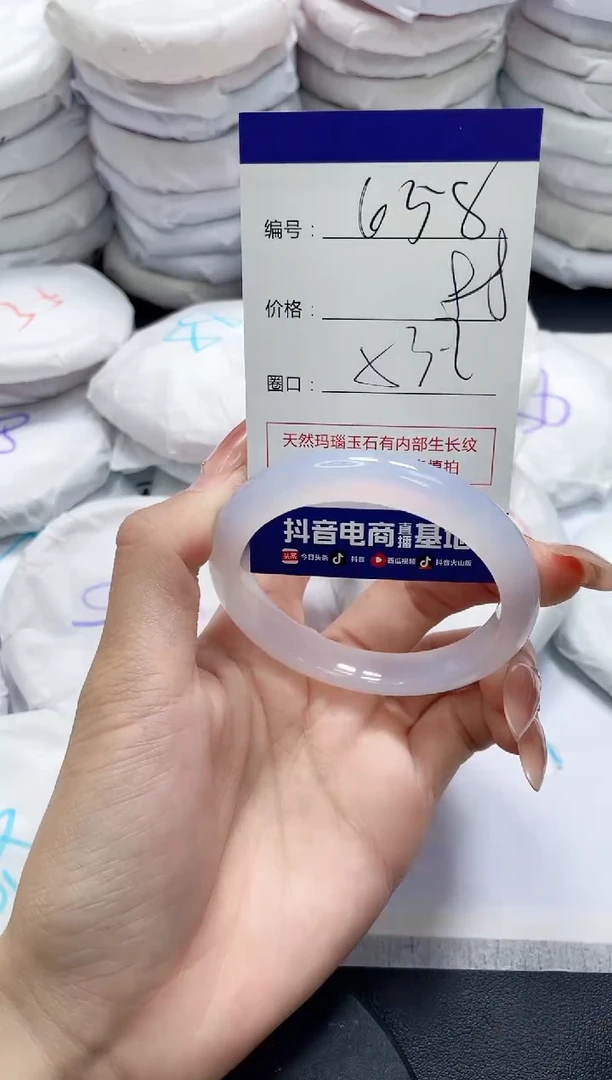 编号：658
价格：
圈口：
天然玛瑙玉石有内部生长纹
慎拍
抖音电商直播基地
头条 今日头条 抖音 西瓜视频 抖音火山版